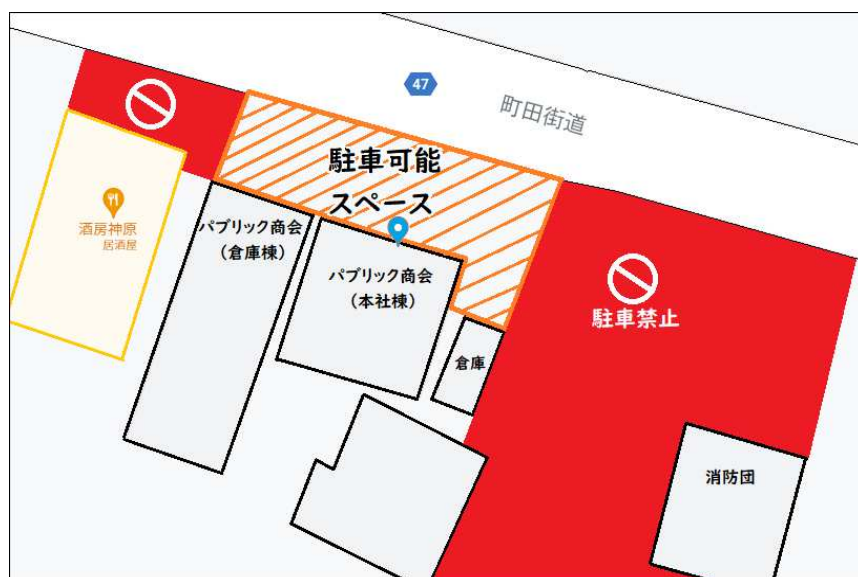 47
町田街道
駐車可能
スペース
酒房神原
居酒屋
パブリック商会
(倉庫棟)
パブリック商会
(本社棟)
駐車禁止
倉庫
消防団